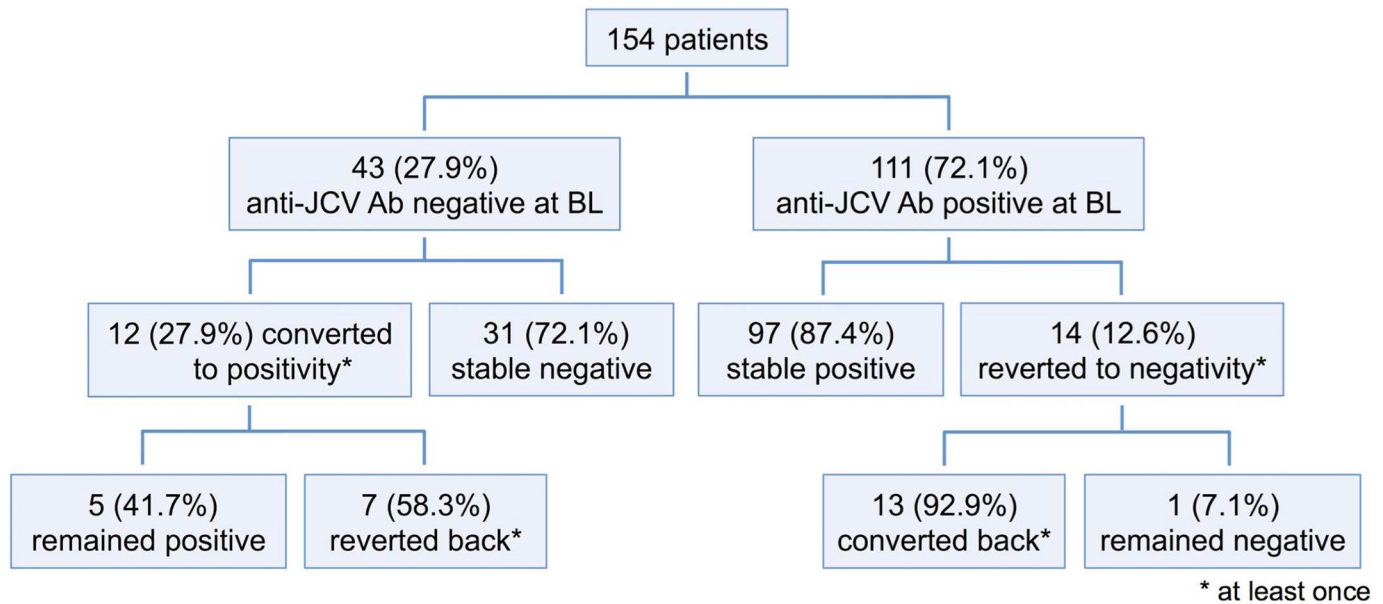 154 patients
43 (27.9%)
anti-JCV Ab negative at BL
111 (72.1%)
anti-JCV Ab positive at BL
12 (27.9%) converted
to positivity*
31 (72.1%)
stable negative
97 (87.4%)
stable positive
14 (12.6%)
reverted to negativity*
5 (41.7%)
remained positive
7 (58.3%)
reverted back*
13 (92.9%)
converted back*
1 (7.1%)
remained negative
* at least once